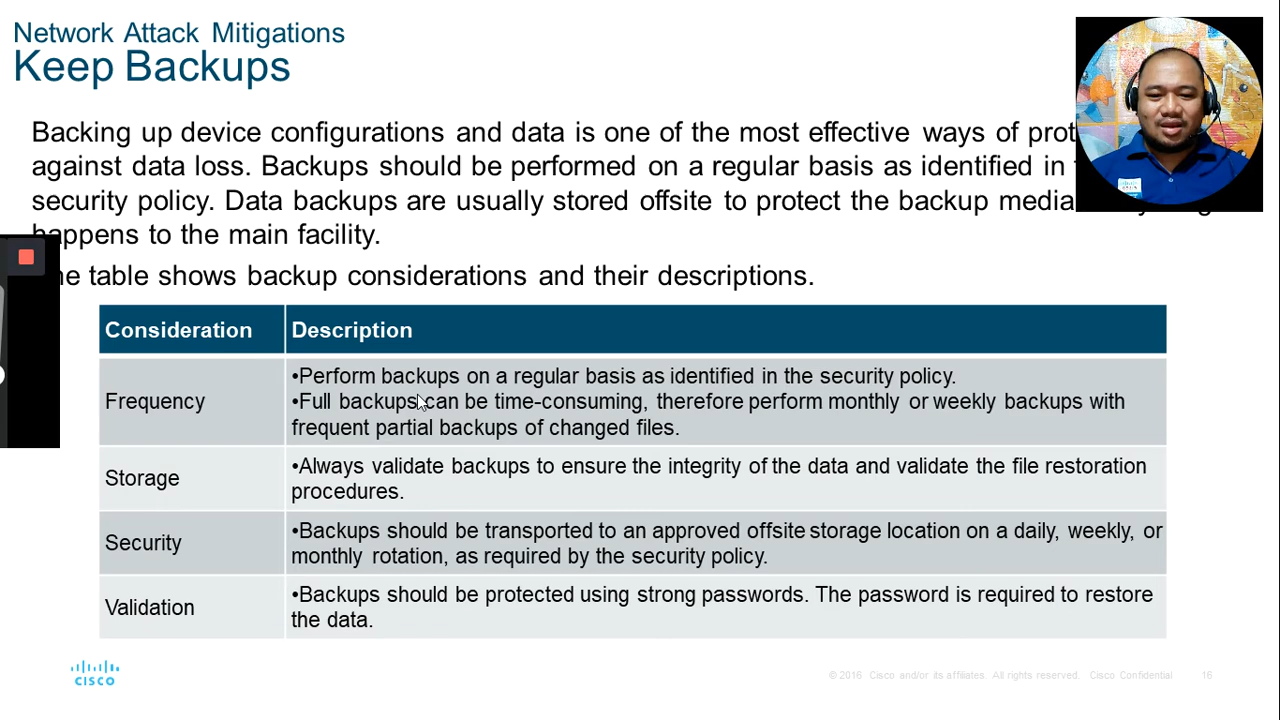 Network Attack Mitigations
Keep Backups
Backing up device configurations and data is one of the most effective ways of
against data loss. Backups should be performed on a regular basis as identified in
security policy. Data backups are usually stored offsite to protect the backup media
happens to the main facility.
table shows backup considerations and their descriptions.
Consideration
Description
Frequency
•Perform backups on a regular basis as identified in the security policy.
•Full backups can be time-consuming, therefore perform monthly or weekly backups with
frequent partial backups of changed files.
Storage
•Always validate backups to ensure the integrity of the data and validate the file restoration
procedures.
Security
•Backups should be transported to an approved offsite storage location on a daily, weekly, or
monthly rotation, as required by the security policy.
Validation
•Backups should be protected using strong passwords. The password is required to restore
the data.
CISCO
© 2016 Cisco and/or its affiliates. All rights reserved. Cisco Confidential
16